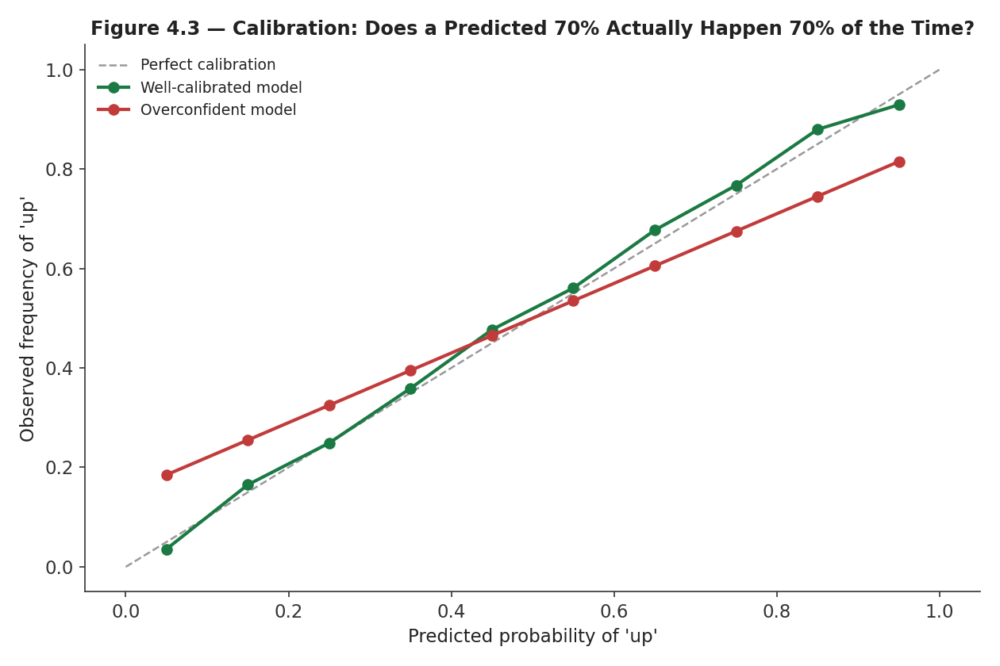 Figure 4.3 — Calibration: Does a Predicted 70% Actually Happen 70% of the Time?
Perfect calibration
Well-calibrated model
Overconfident model
Observed frequency of 'up'
1.0
0.8
0.6
0.4
0.2
0.0
0.0 0.2 0.4 0.6 0.8 1.0
Predicted probability of 'up'